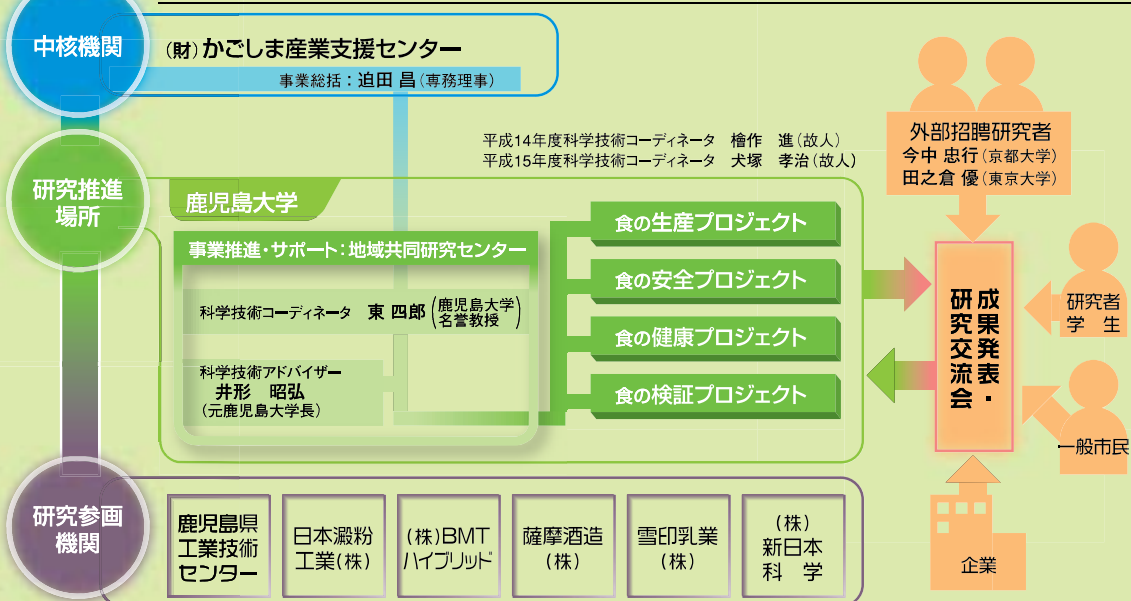 中核機関
(財)かごしま産業支援センター
事業総括:迫田 昌(専務理事)
平成14年度科学技術コーディネータ 檜作 進(故人)
平成15年度科学技術コーディネータ 犬塚 孝治(故人)
外部招聘研究者
今中 忠行(京都大学)
田之倉 優(東京大学)
研究推進
場所
鹿児島大学
事業推進・サポート:地域共同研究センター
科学技術コーディネータ 東 四郎(鹿児島大学
名誉教授)
科学技術アドバイザー
井形 昭弘
(元鹿児島大学長)
食の生産プロジェクト
食の安全プロジェクト
食の健康プロジェクト
食の検証プロジェクト
成果発表・
研究交流会
研究者
学 生
一般市民
企業
研究参画
機関
鹿児島県
工業技術
センター
日本澱粉
工業(株)
(株)BMT
ハイブリッド
薩摩酒造
(株)
雪印乳業
(株)
(株)
新日本
科 学